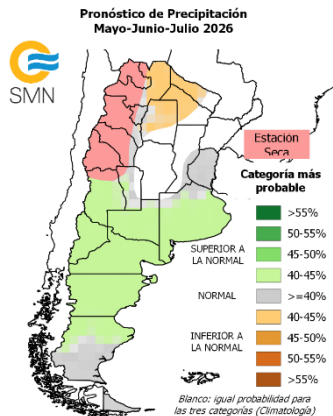 Pronóstico de Precipitación
Mayo-Junio-Julio 2026
SMN
Estación
Seca
Categoría más
probable
>55%
50-55%
SUPERIOR A
LA NORMAL
45-50%
40-45%
NORMAL
>=40%
40-45%
INFERIOR A
LA NORMAL
45-50%
50-55%
>55%
Blanco: igual probabilidad para
las tres categorías (Climatología)